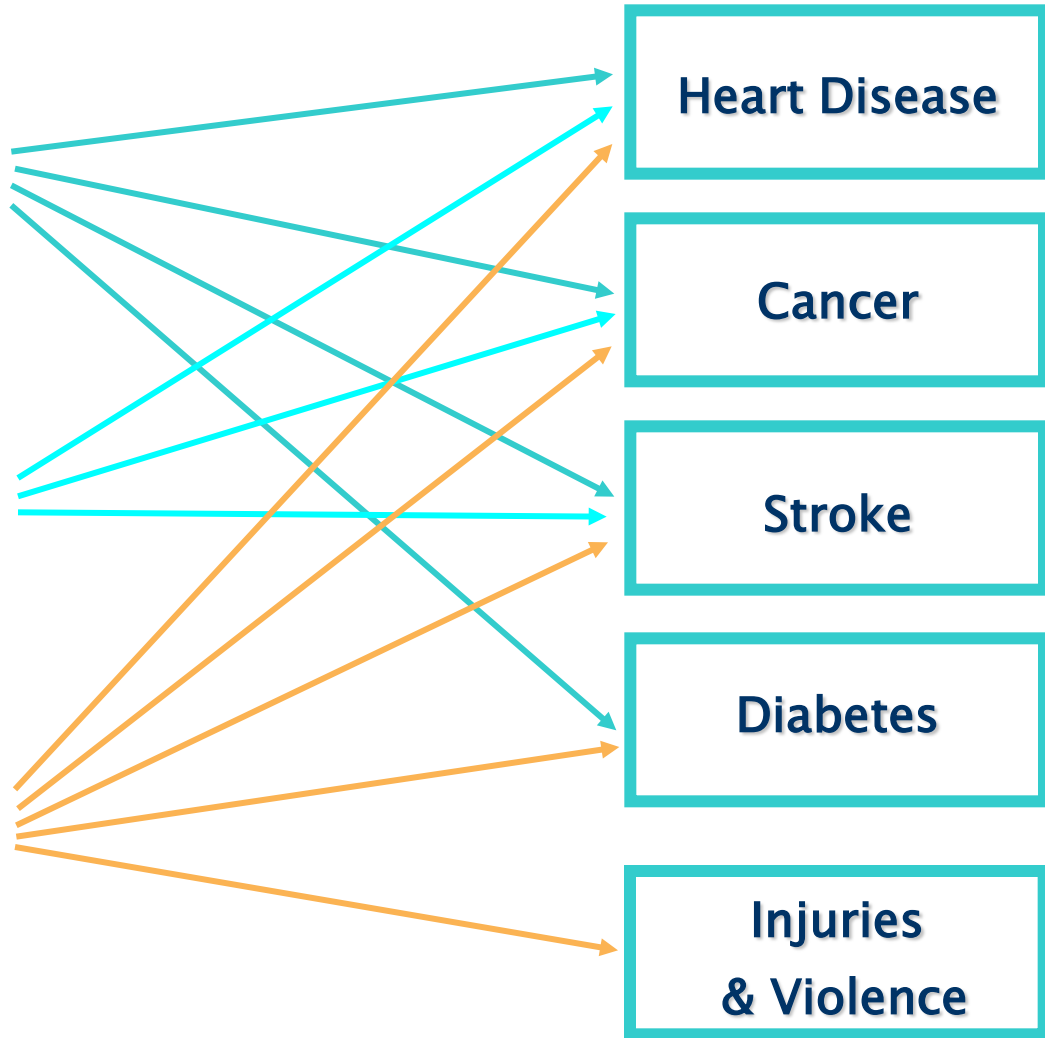 Heart Disease
Cancer
Stroke
Diabetes
Injuries
& Violence